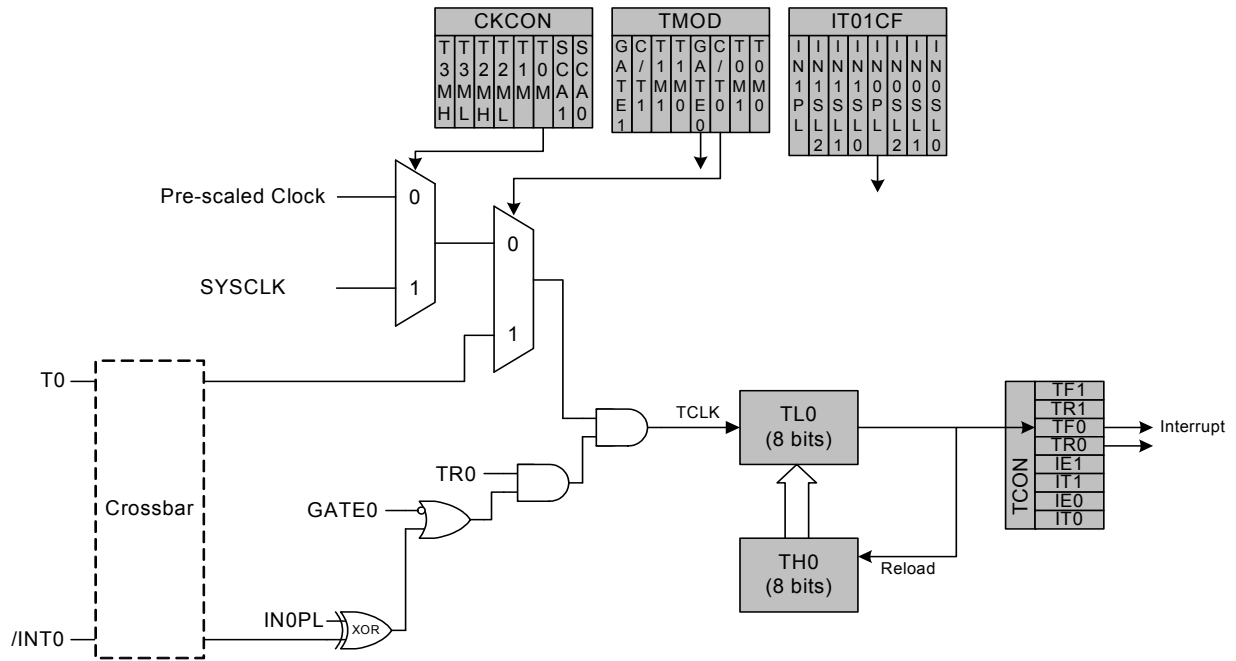 CKCON
T3MH
T3ML
T2MH
T2ML
T1M
T0M
SCA1
SCA0
TMOD
GATE1
C/T1
T1M1
T1M0
GATE0
C/T0
T0M1
T0M0
IT01CF
IN1PL
IN1SL2
IN1SL1
IN1SL0
IN0PL
IN0SL2
IN0SL1
IN0SL0
Pre-scaled Clock
0
SYSCLK
1
0
1
T0
Crossbar
/INT0
TR0
GATE0
IN0PL
XOR
TCLK
TL0
(8 bits)
TH0
(8 bits)
Reload
TCON
TF1
TR1
TF0
TR0
IE1
IT1
IE0
IT0
Interrupt